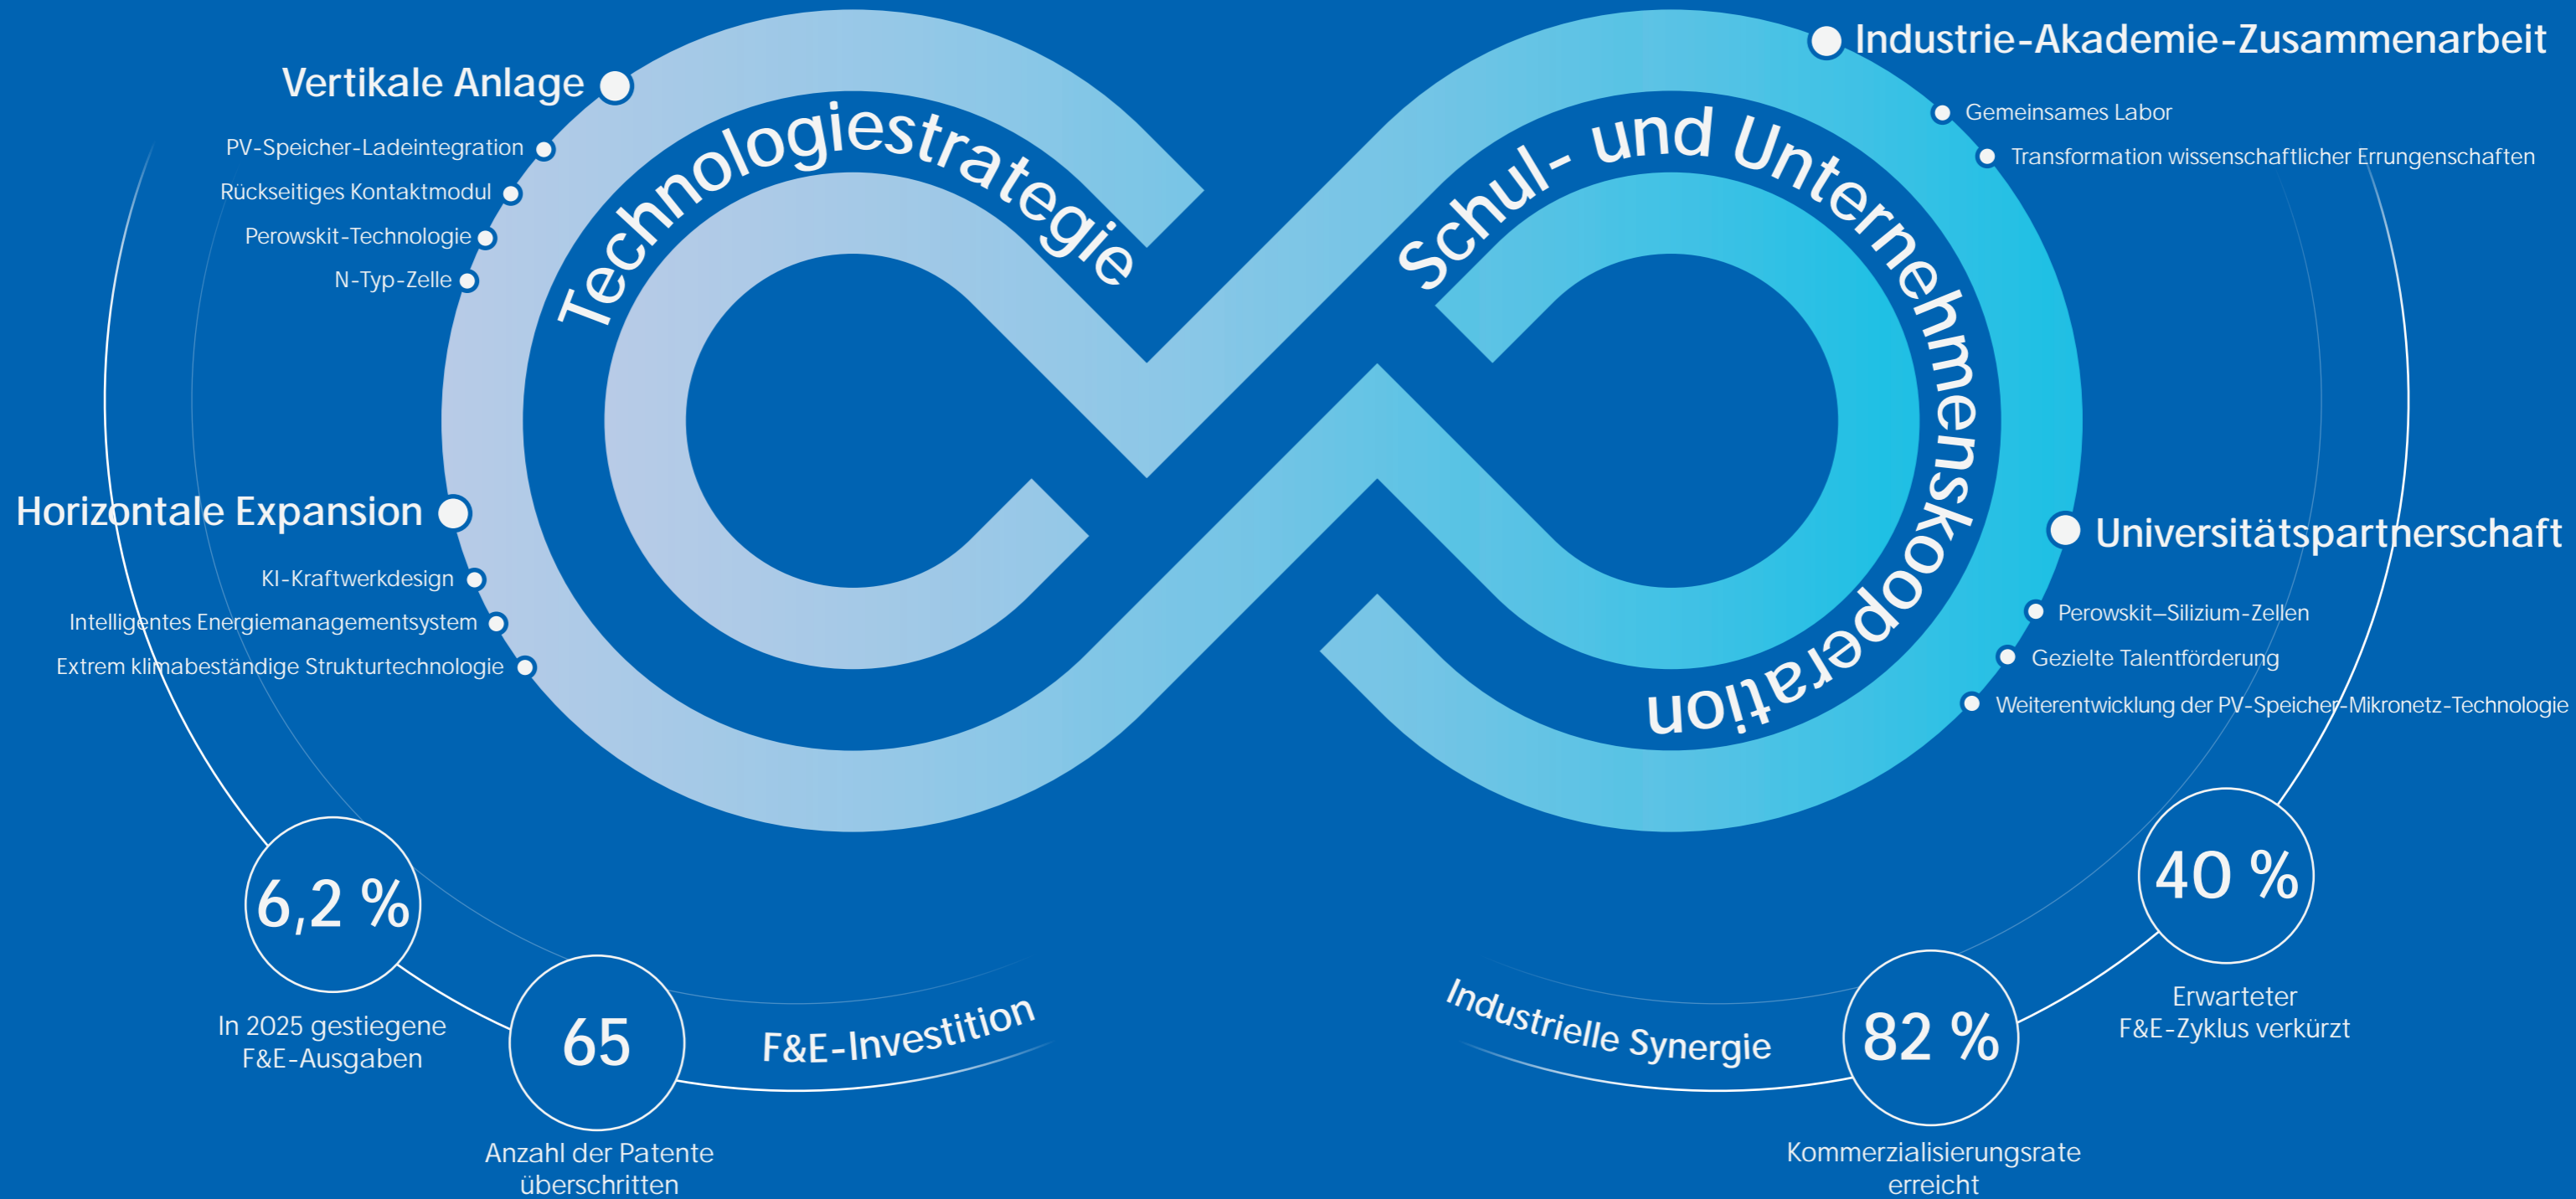 Vertikale Anlage
PV-Speicher-Ladeintegration
Rückseitiges Kontaktmodul
Perowskit-Technologie
N-Typ-Zelle
Horizontale Expansion
KI-Kraftwerkdesign
Intelligentes Energiemanagementsystem
Extrem klimabeständige Strukturtechnologie
Technologiestrategie
Schul- und Unternehmenskooperation
Industrie-Akademie-Zusammenarbeit
Gemeinsames Labor
Transformation wissenschaftlicher Errungenschaften
Universitätspartnerschaft
Perowskit–Silizium-Zellen
Gezielte Talentförderung
Weiterentwicklung der PV-Speicher-Mikronetz-Technologie
6,2 %
In 2025 gestiegene
F&E-Ausgaben
65
Anzahl der Patente
überschritten
F&E-Investition
Industrielle Synergie
82 %
Kommerzialisierungsrate
erreicht
40 %
Erwarteter
F&E-Zyklus verkürzt